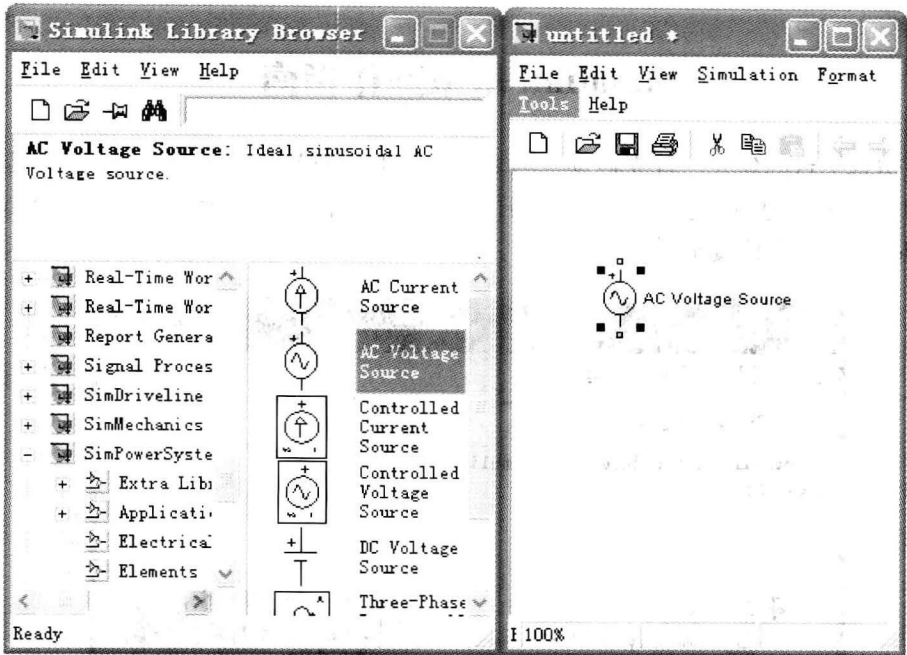 Simulink Library Browser
File Edit View Help
AC Voltage Source: Ideal sinusoidal AC
Voltage source.
+ Real-Time Wor
+ Real-Time Wor
Report Genera
+ Signal Proces
+ SimDriveline
+ SimMechanics
- SimPowerSyste
+ Extra Lib
+ Applicati
Electrical
Elements
AC Current
Source
AC Voltage
Source
Controlled
Current
Source
Controlled
Voltage
Source
DC Voltage
Source
Three-Phase
Ready
untitled *
File Edit View Simulation Format
Tools Help
AC Voltage Source
100%